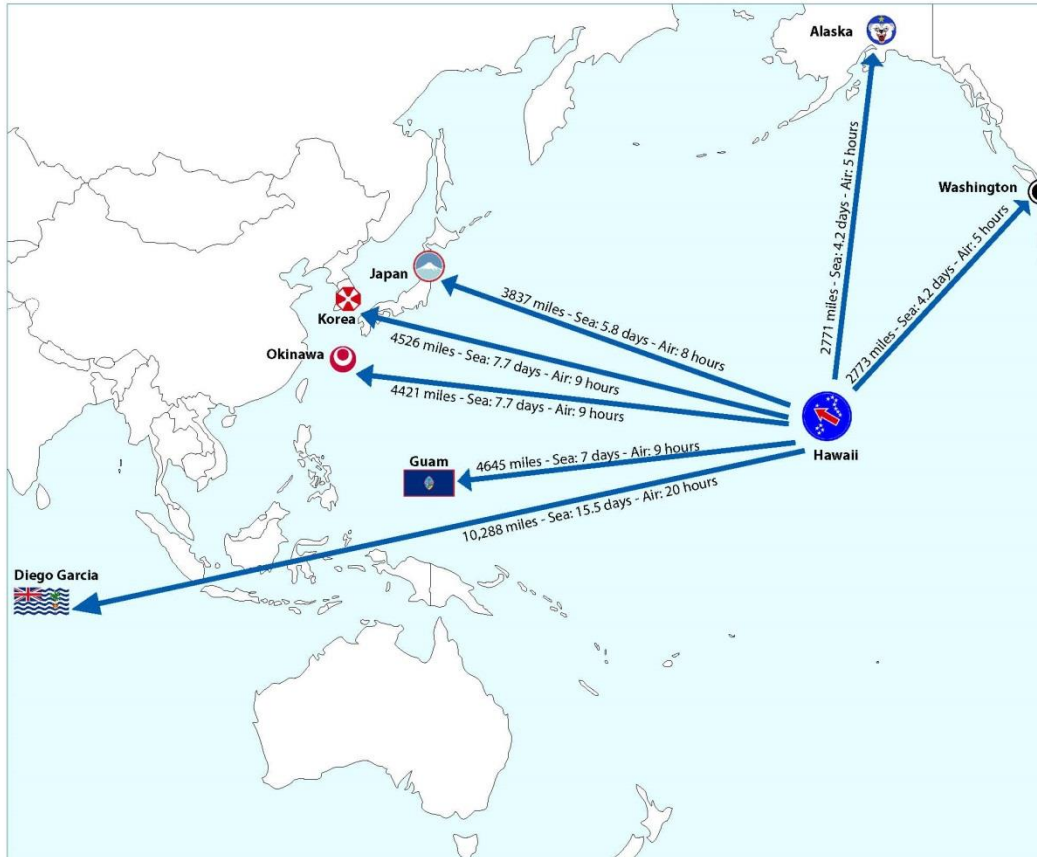 Alaska
Washington
2771 miles - Sea: 4.2 days - Air: 5 hours
2773 miles - Sea: 4.2 days - Air: 5 hours
Japan
3837 miles - Sea: 5.8 days - Air: 8 hours
Korea
4526 miles - Sea: 7.7 days - Air: 9 hours
Okinawa
4421 miles - Sea: 7.7 days - Air: 9 hours
Hawaii
Guam
4645 miles - Sea: 7 days - Air: 9 hours
10,288 miles - Sea: 15.5 days - Air: 20 hours
Diego Garcia